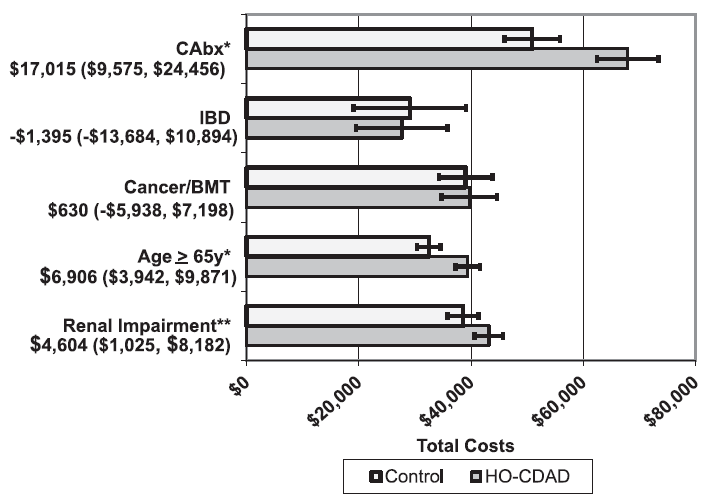 CAbx*
$17,015 ($9,575, $24,456)
IBD
-$1,395 (-$13,684, $10,894)
Cancer/BMT
$630 (-$5,938, $7,198)
Age ≥ 65y*
$6,906 ($3,942, $9,871)
Renal Impairment**
$4,604 ($1,025, $8,182)
$0 $20,000 $40,000 $60,000 $80,000
Total Costs
Control HO-CDAD